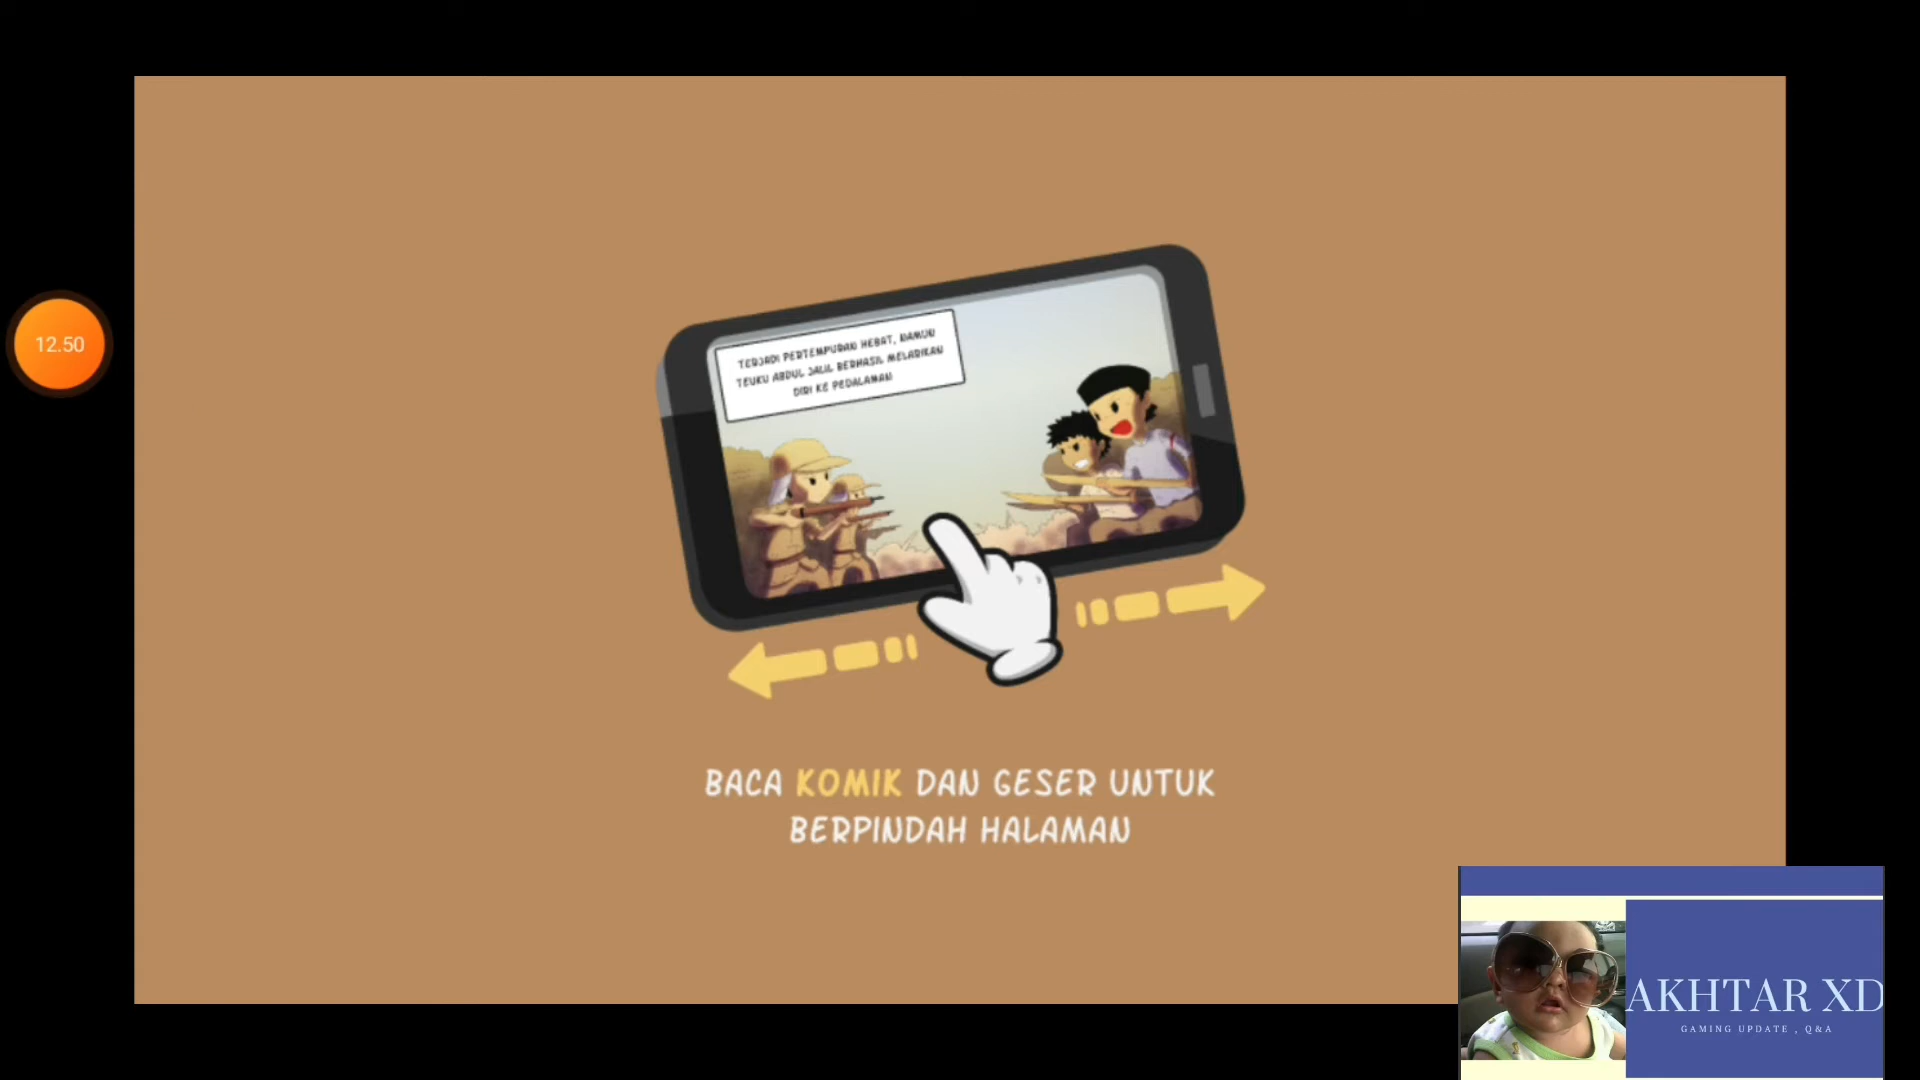 12.50
TERJADI PERTEMPURAN HEBAT, NAMUN
TEUKU ABDUL JALIL BERHASIL MELARIKAN
DIRI KE PEDALAMAN
BACA KOMIK DAN GESER UNTUK
BERPINDAH HALAMAN
AKHTAR XD
GAMING UPDATE , Q&A